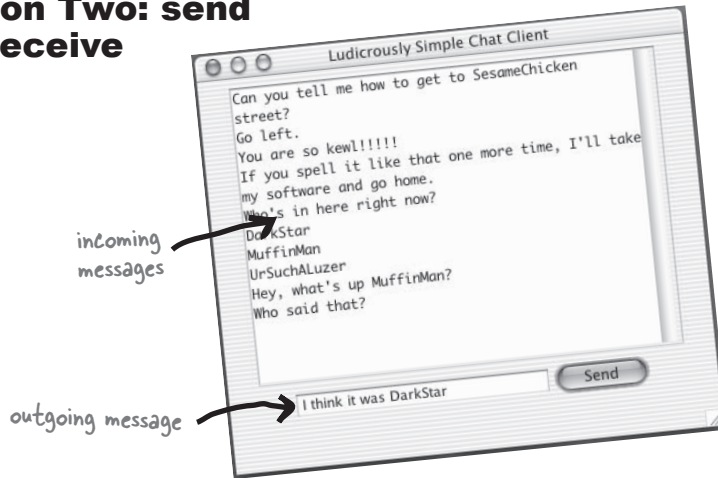 on Two: send
eceive
Ludicrously Simple Chat Client
Can you tell me how to get to SesameChicken
street?
Go left.
You are so kewl!!!!!
If you spell it like that one more time, I'll take
my software and go home.
Who's in here right now?
DarkStar
MuffinMan
UrSuchALuzer
Hey, what's up MuffinMan?
Who said that?
incoming
messages
I think it was DarkStar
Send
outgoing message